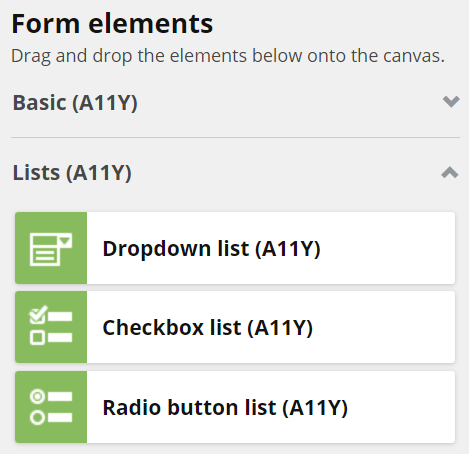 Form elements
Drag and drop the elements below onto the canvas.
Basic (A11Y)
Lists (A11Y)
Dropdown list (A11Y)
Checkbox list (A11Y)
Radio button list (A11Y)